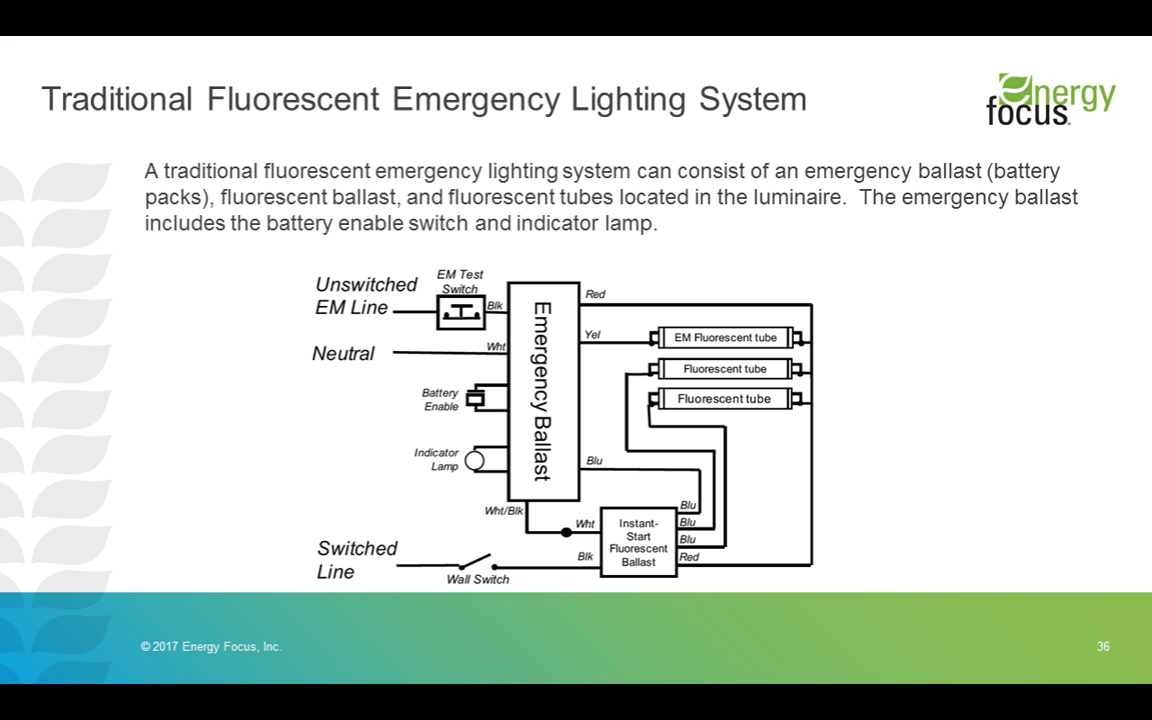 Traditional Fluorescent Emergency Lighting System
Energy
focus™
A traditional fluorescent emergency lighting system can consist of an emergency ballast (battery
packs), fluorescent ballast, and fluorescent tubes located in the luminaire. The emergency ballast
includes the battery enable switch and indicator lamp.
Unswitched
EM Line
EM Test
Switch
Blk
Neutral
Wht
Battery
Enable
Indicator
Lamp
Emergency Ballast
Red
Yel
EM Fluorescent tube
Fluorescent tube
Fluorescent tube
Blu
Wht/Blk
Wht
Blk
Instant-
Start
Fluorescent
Ballast
Blu
Blu
Blu
Red
Switched
Line
Wall Switch
© 2017 Energy Focus, Inc.
36